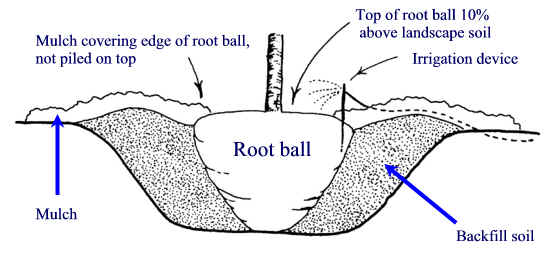 Mulch covering edge of root ball,
not piled on top
Top of root ball 10%
above landscape soil
Irrigation device
Root ball
Mulch
Backfill soil